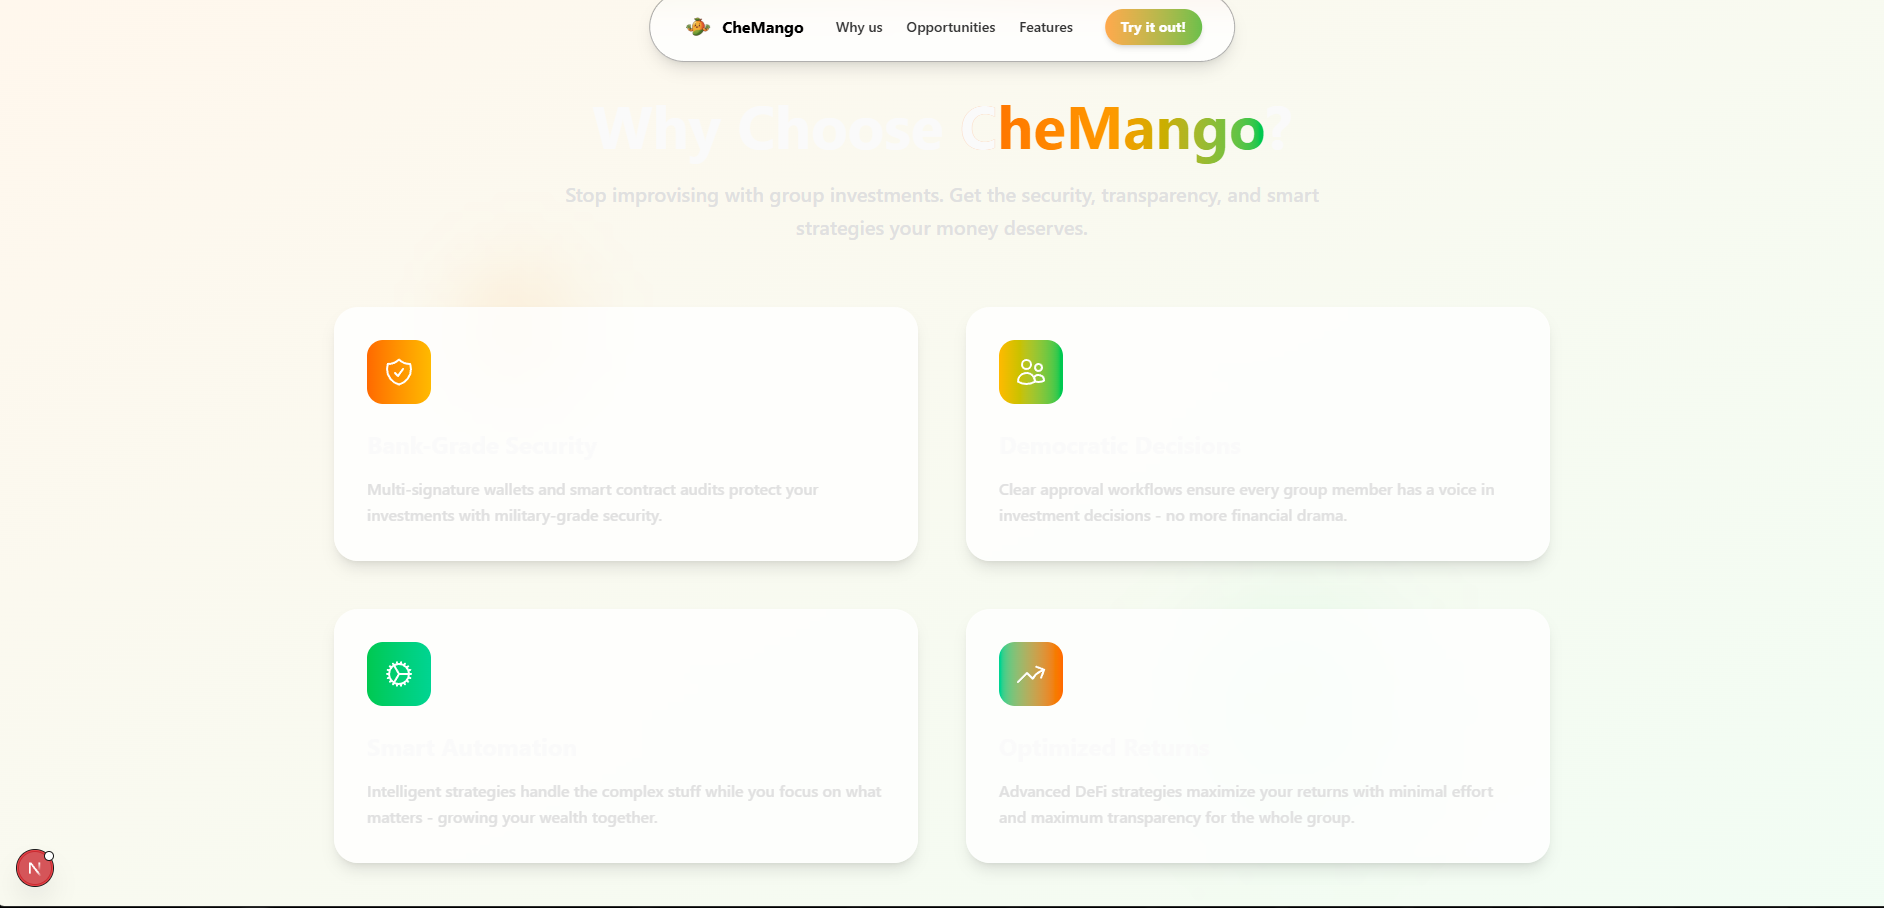 CheMango Why us Opportunities Features Try it out!
Why Choose CheMango?
Stop improvising with group investments. Get the security, transparency, and smart
strategies your money deserves.
Bank-Grade Security
Multi-signature wallets and smart contract audits protect your
investments with military-grade security.
Democratic Decisions
Clear approval workflows ensure every group member has a voice in
investment decisions - no more financial drama.
Smart Automation
Intelligent strategies handle the complex stuff while you focus on what
matters - growing your wealth together.
Optimized Returns
Advanced DeFi strategies maximize your returns with minimal effort
and maximum transparency for the whole group.
N